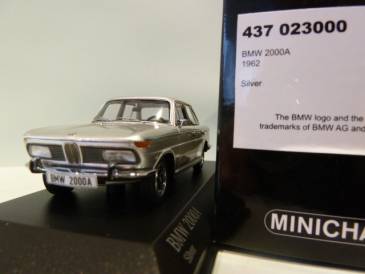 437 023000
BMW 2000A
1962
Silver
The BMW logo and the
trademarks of BMW AG and
MINICHA
BMW 2000A
BMW 2000A
Silver